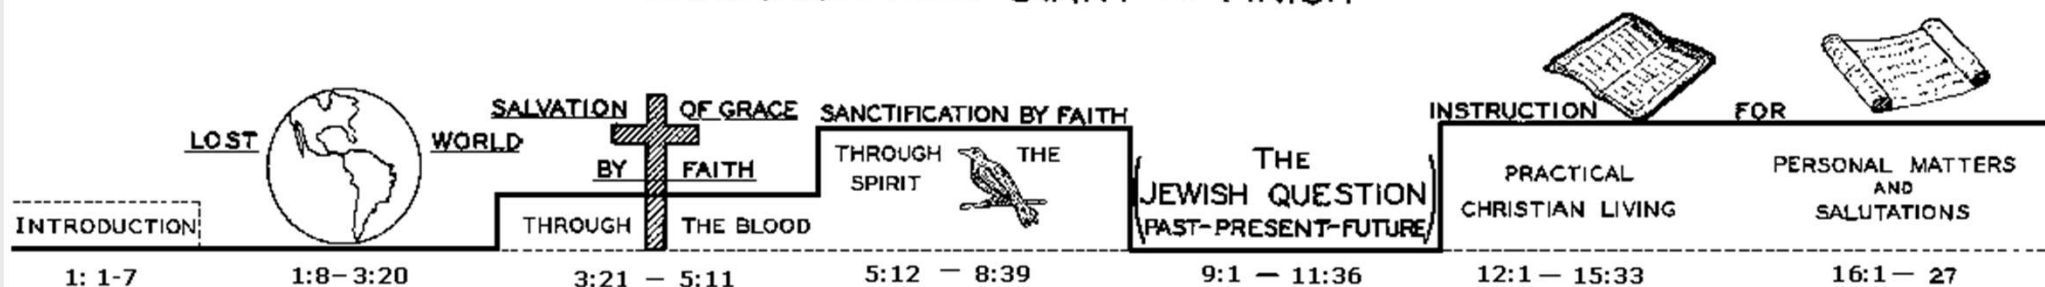 INTRODUCTION
1: 1-7
LOST WORLD
1:8-3:20
SALVATION OF GRACE
BY FAITH
THROUGH THE BLOOD
3:21 - 5:11
SANCTIFICATION BY FAITH
THROUGH THE
SPIRIT
5:12 - 8:39
THE
(JEWISH QUESTION
PAST-PRESENT-FUTURE)
9:1 - 11:36
INSTRUCTION FOR
PRACTICAL
CHRISTIAN LIVING
12:1 - 15:33
PERSONAL MATTERS
AND
SALUTATIONS
16:1 - 27